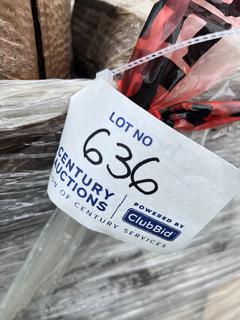 LOT NO
636
CENTURY
AUCTIONS
OF CENTURY SERVICES
POWERED BY
ClubBid